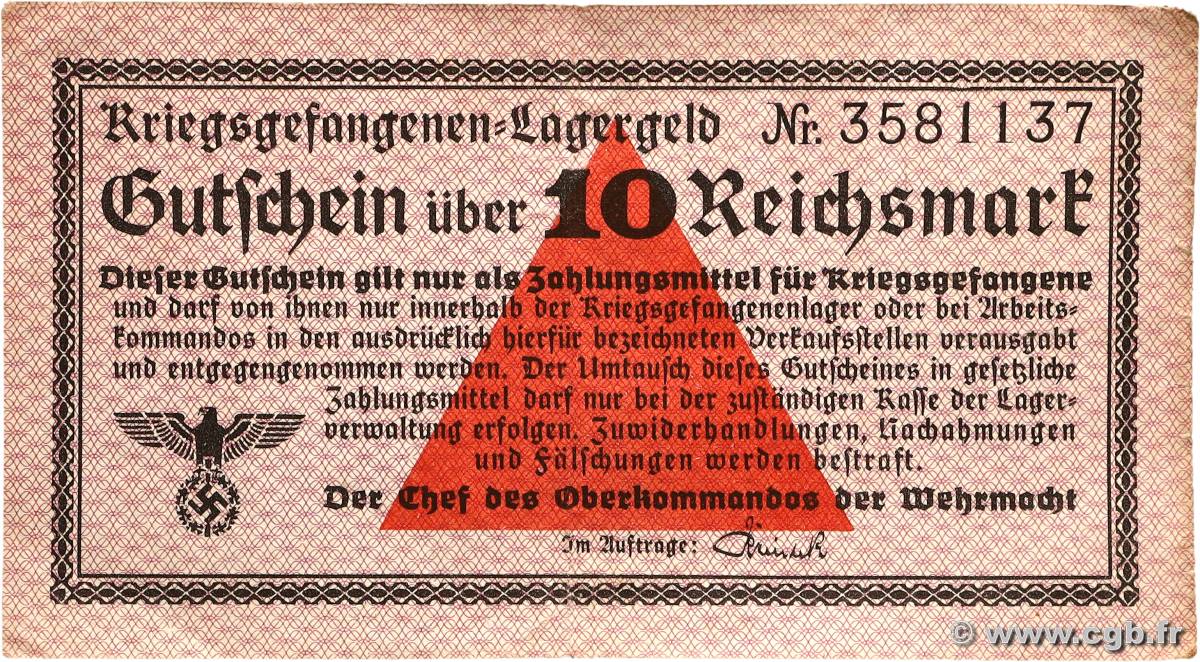 Kriegsgefangenen-Lagergeld Nr. 3581137
Gutschein über 10 Reichsmark
Dieser Gutschein gilt nur als Zahlungsmittel für Kriegsgefangene
und darf von ihnen nur innerhalb der Kriegsgefangenenlager oder bei Arbeits-
kommandos in den ausdrücklich hierfür bezeichneten Verkaufsstellen verausgabt
und entgegengenommen werden. Der Umtausch dieses Gutscheines in gesetzliche
Zahlungsmittel darf nur bei der zuständigen Kasse der Lager-
verwaltung erfolgen. Zuwiderhandlungen, Nachahmungen
und Fälschungen werden bestraft.
Der Chef des Oberkommandos der Wehrmacht
Im Auftrage:
© www.cgb.fr